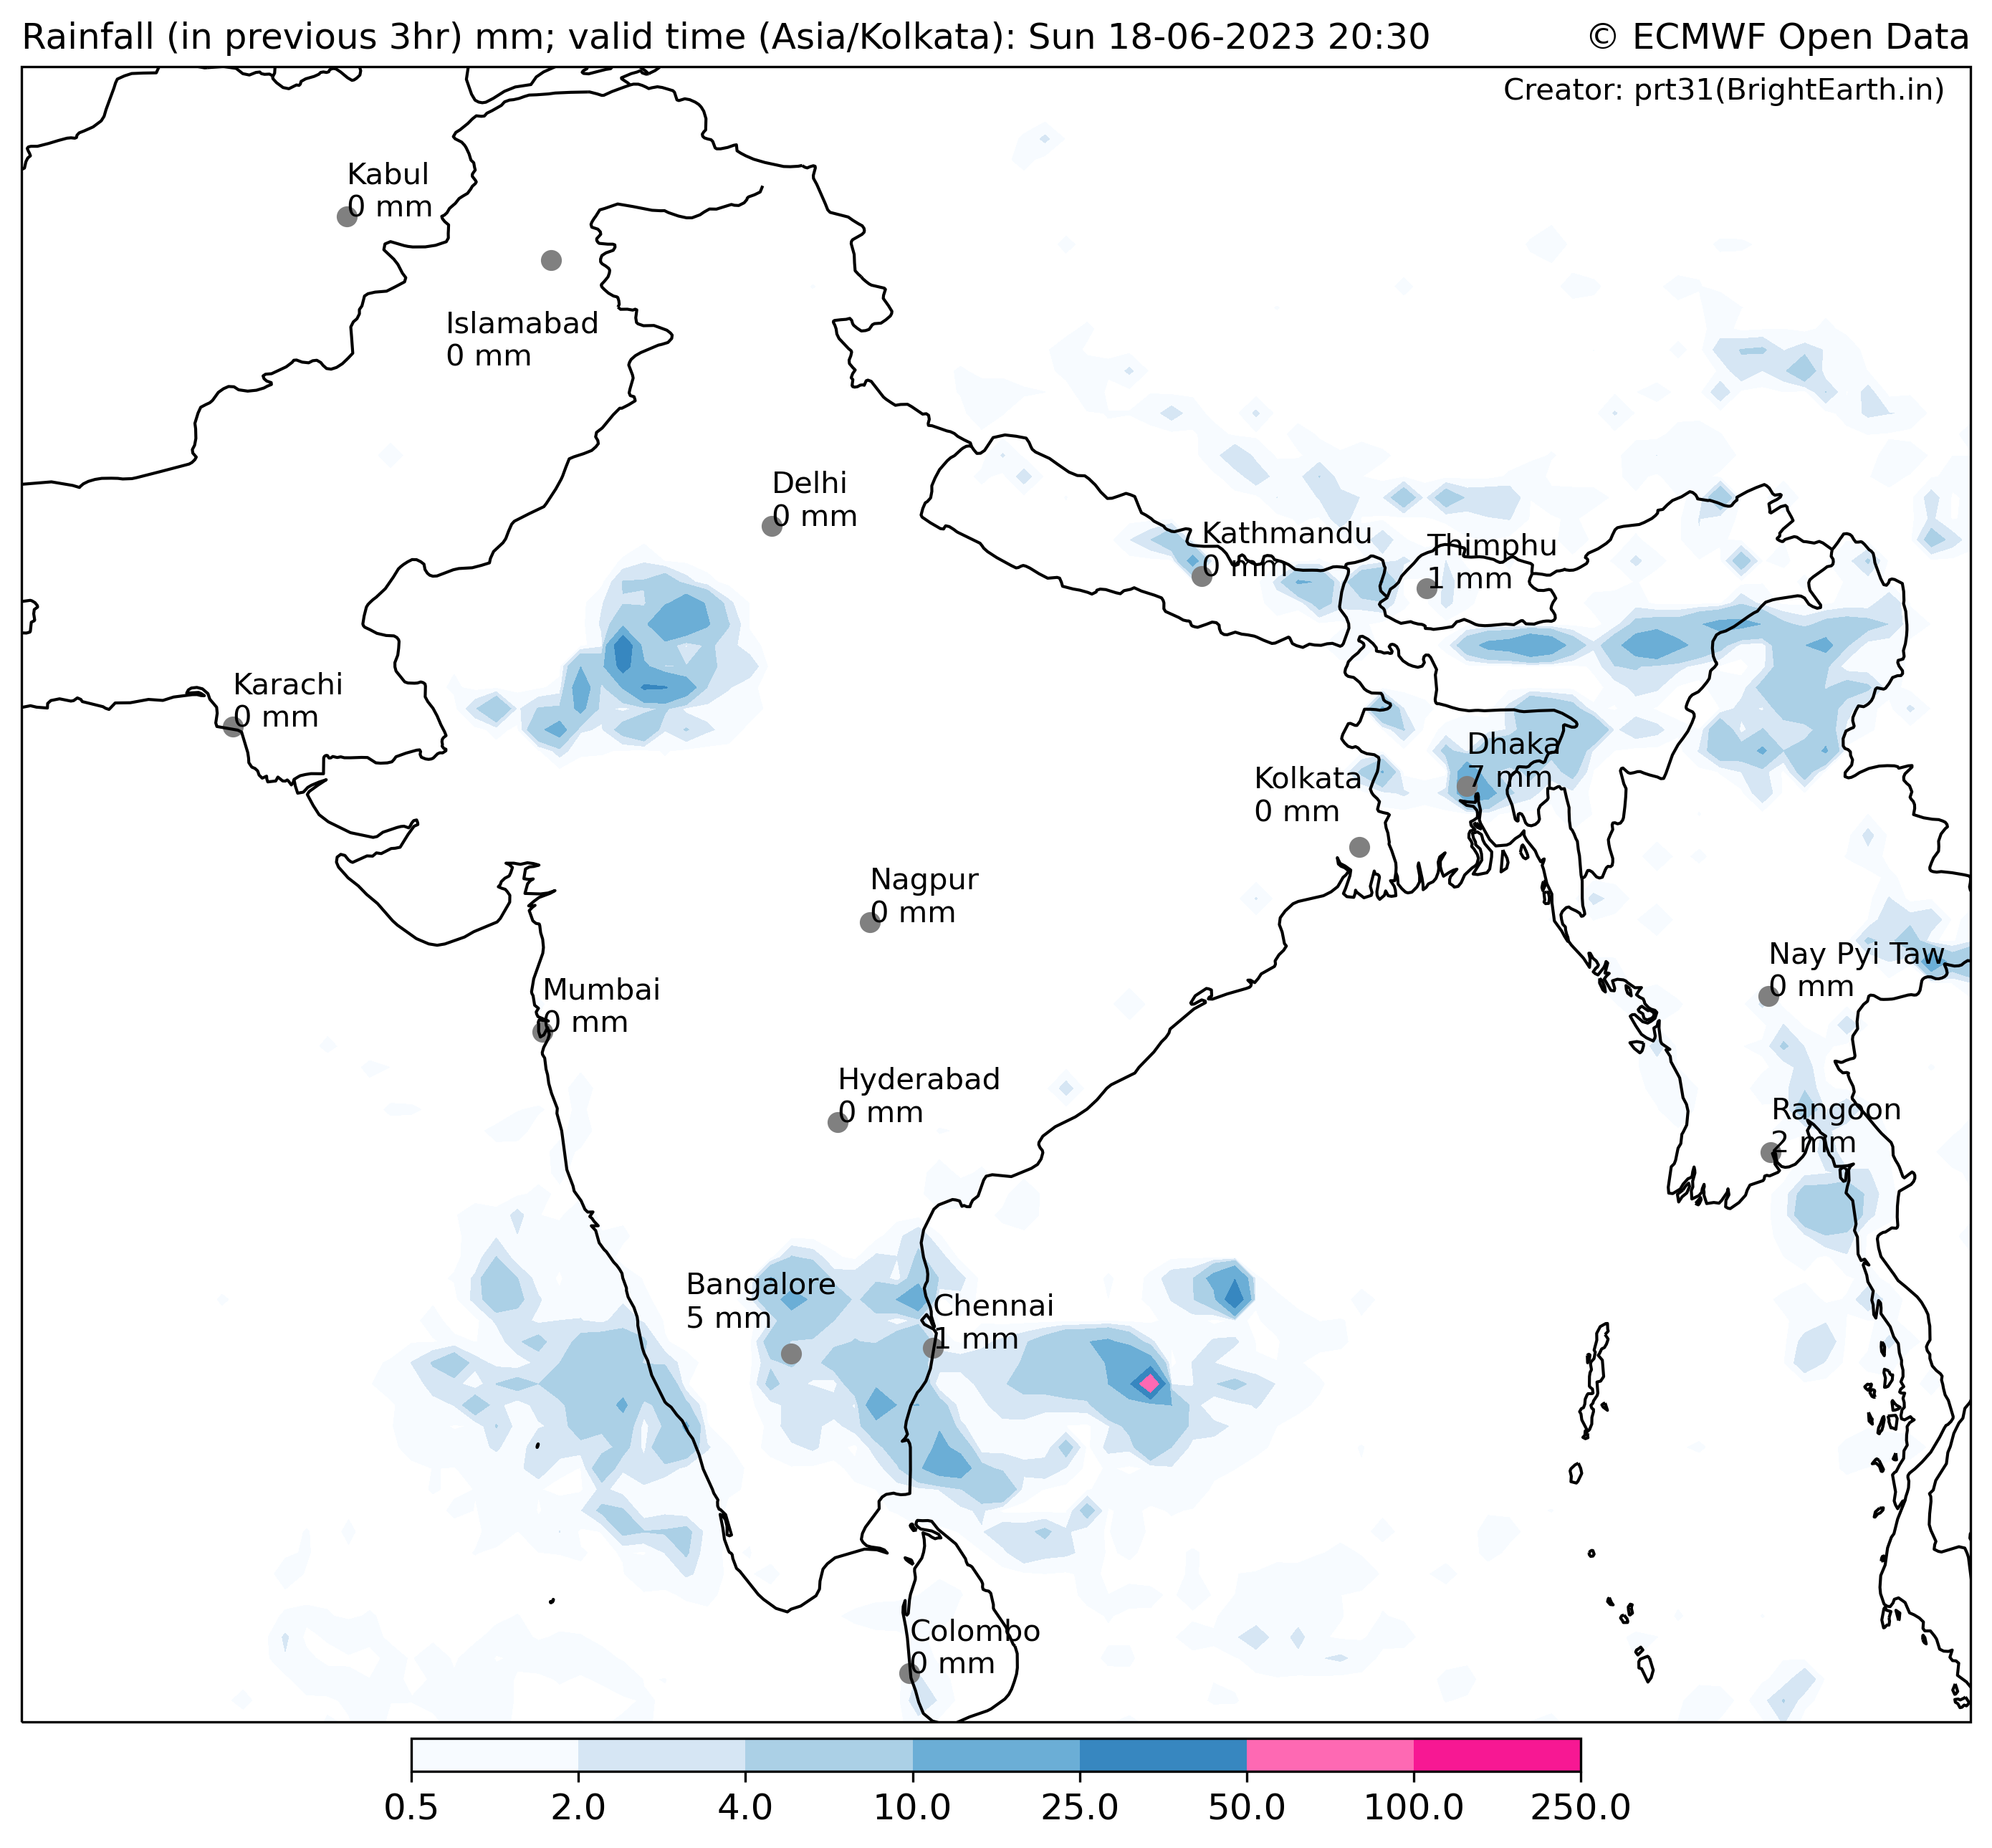 Rainfall (in previous 3hr) mm; valid time (Asia/Kolkata): Sun 18-06-2023 20:30
© ECMWF Open Data
Creator: prt31(BrightEarth.in)
Kabul
0 mm
Islamabad
0 mm
Delhi
0 mm
Kathmandu
0 mm
Thimphu
1 mm
Karachi
0 mm
Dhaka
7 mm
Kolkata
0 mm
Nagpur
0 mm
Nay Pyi Taw
0 mm
Mumbai
0 mm
Hyderabad
0 mm
Rangoon
2 mm
Bangalore
5 mm
Chennai
1 mm
Colombo
0 mm
0.5 2.0 4.0 10.0 25.0 50.0 100.0 250.0